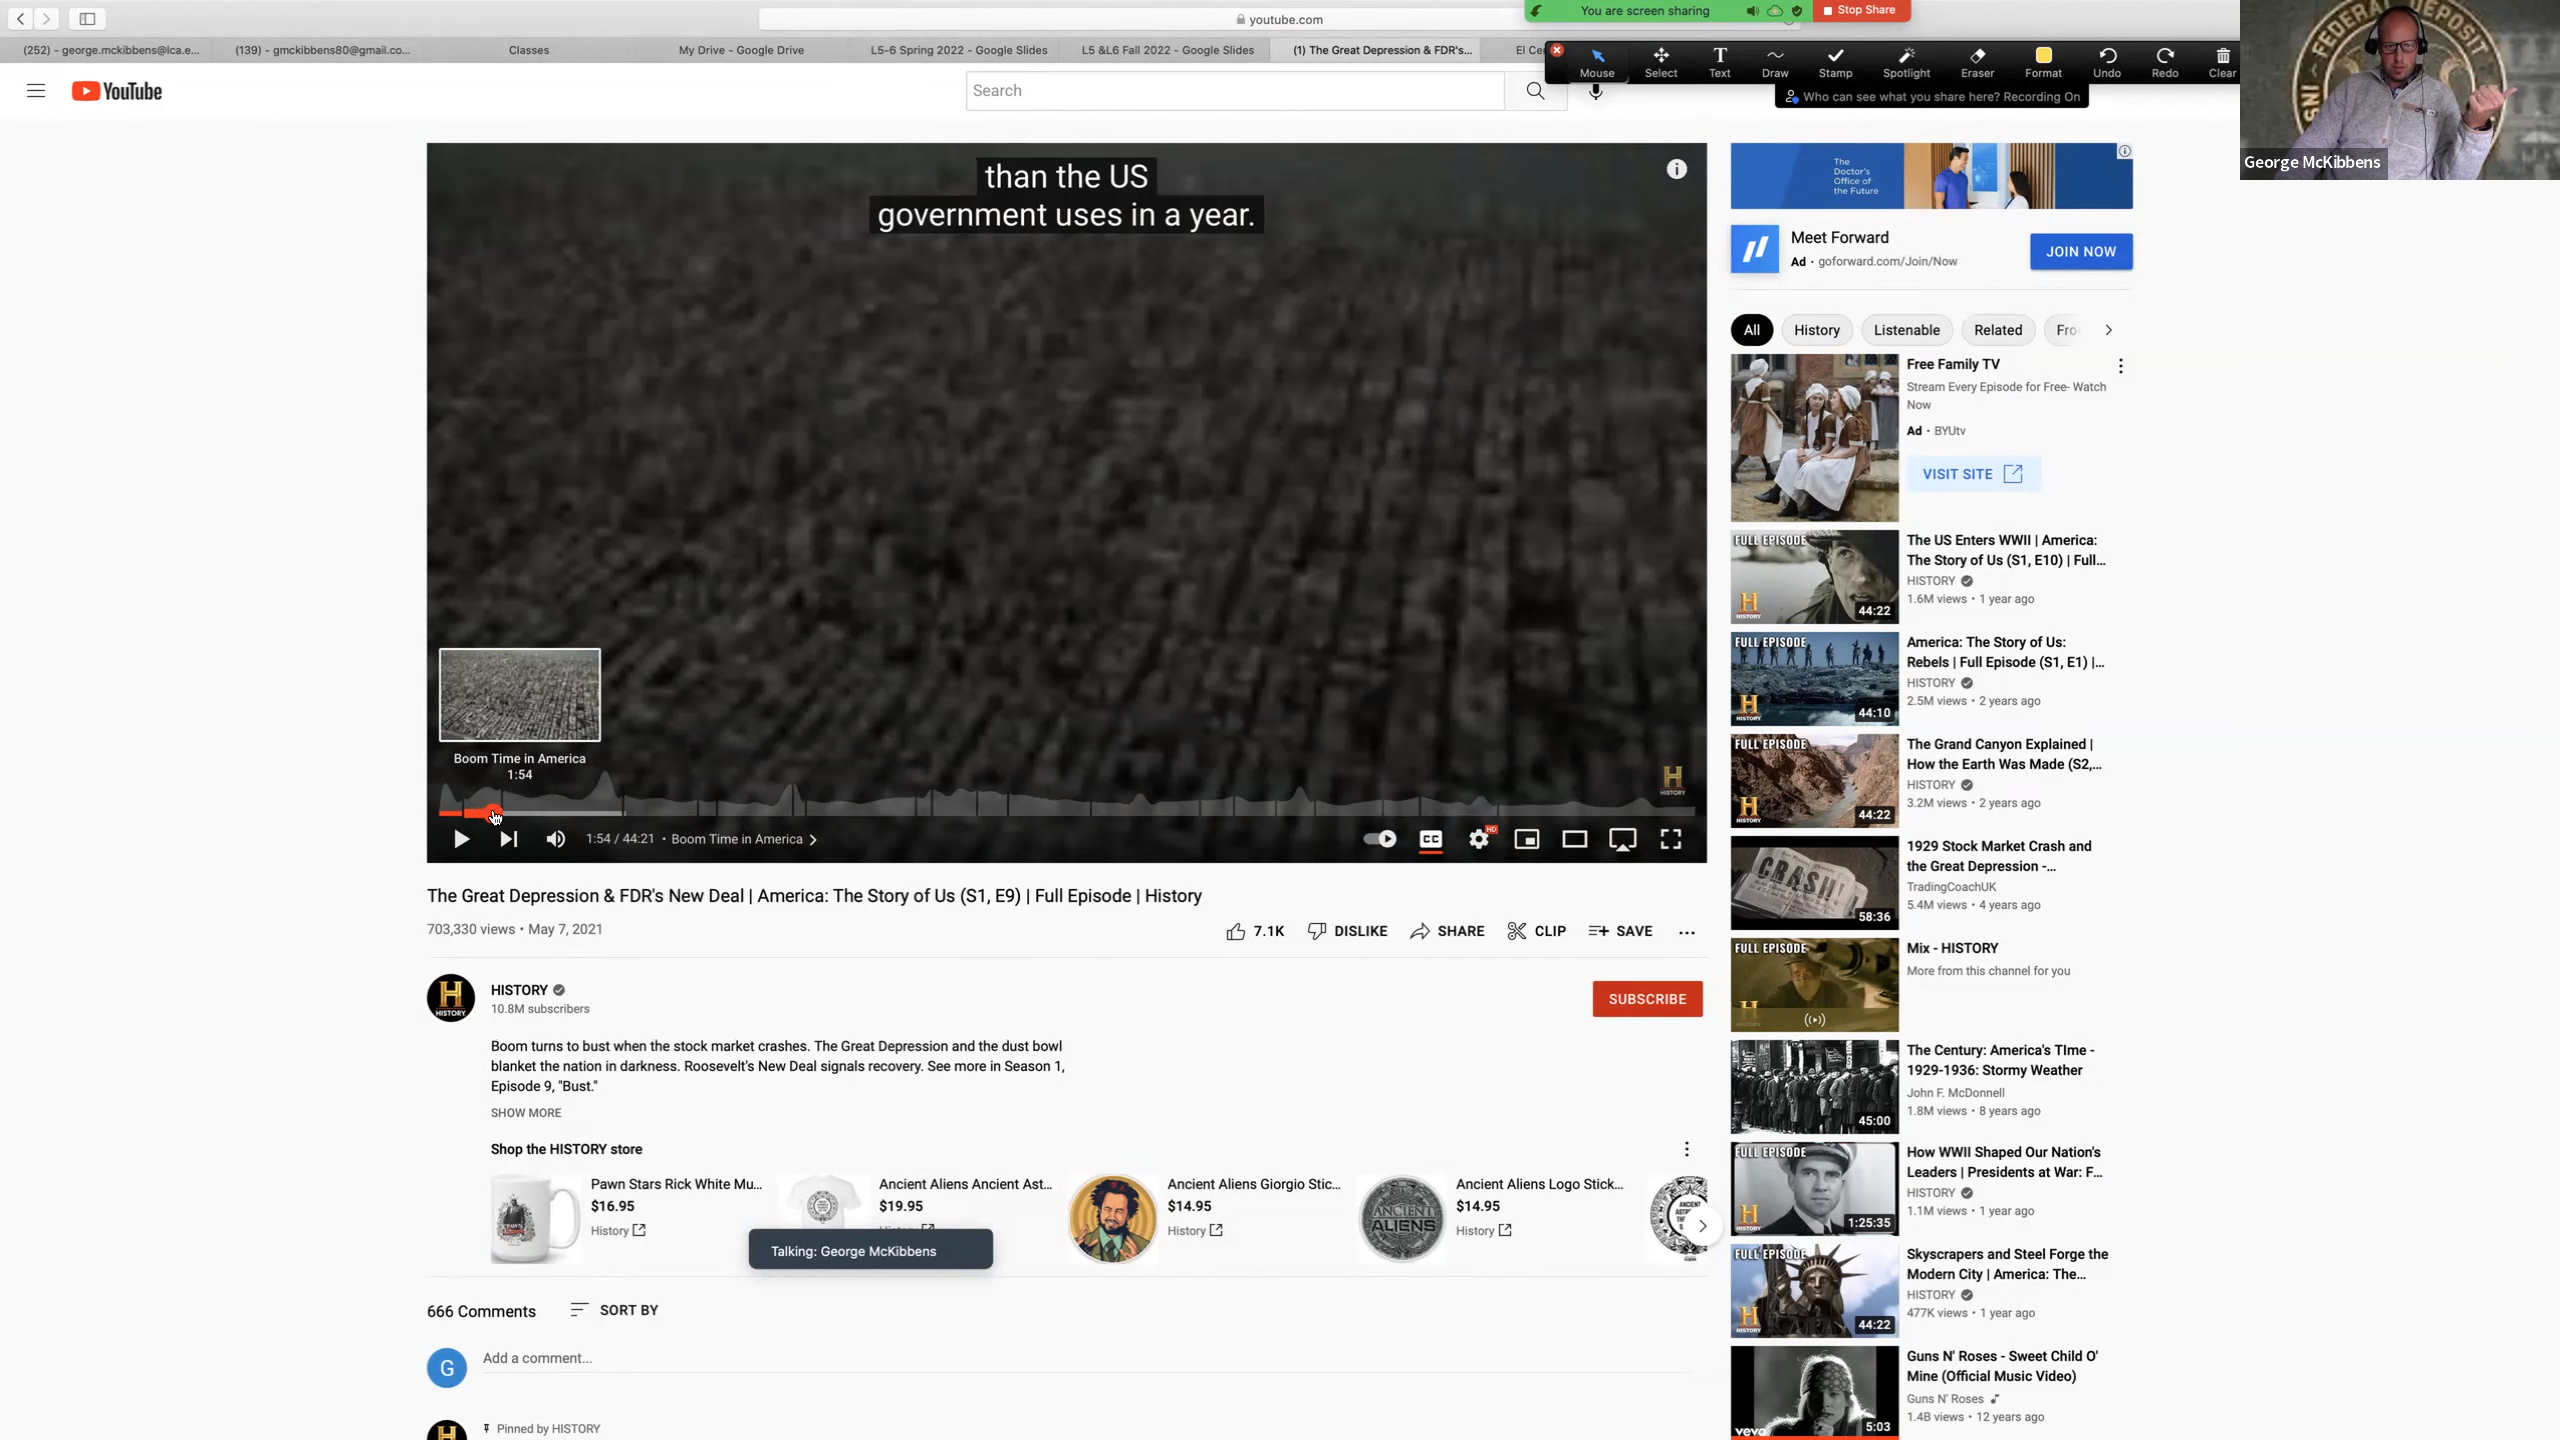 youtube.com
You are screen sharing
Stop Share
(252) - george.mckibbens@lca.e...
(139) - gmckibbens80@gmail.co...
Classes
My Drive - Google Drive
L5-6 Spring 2022 - Google Slides
L5 &L6 Fall 2022 - Google Slides
(1) The Great Depression & FDR's...
El Ce
Mouse
Select
Text
Draw
Stamp
Spotlight
Eraser
Format
Undo
Redo
Clear
Who can see what you share here? Recording On
FEDERAL DEPOSIT
George McKibbens
YouTube
Search
than the US
government uses in a year.
Boom Time in America
1:54
HISTORY
1:54 / 44:21 • Boom Time in America
CC
HD
The Great Depression & FDR's New Deal | America: The Story of Us (S1, E9) | Full Episode | History
703,330 views • May 7, 2021
7.1K
DISLIKE
SHARE
CLIP
SAVE
HISTORY
10.8M subscribers
SUBSCRIBE
Boom turns to bust when the stock market crashes. The Great Depression and the dust bowl
blanket the nation in darkness. Roosevelt's New Deal signals recovery. See more in Season 1,
Episode 9, "Bust."
SHOW MORE
Shop the HISTORY store
Pawn Stars Rick White Mu...
$16.95
History
Ancient Aliens Ancient Ast...
$19.95
Ancient Aliens Giorgio Stic...
$14.95
History
ANCIENT
ALIENS
Ancient Aliens Logo Stick...
$14.95
History
Talking: George McKibbens
666 Comments
SORT BY
G
Add a comment...
Pinned by HISTORY
The
Doctor's
Office of
the Future
Meet Forward
Ad • goforward.com/Join/Now
JOIN NOW
All
History
Listenable
Related
Fro
Free Family TV
Stream Every Episode for Free- Watch
Now
Ad • BYUtv
VISIT SITE
FULL EPISODE
44:22
The US Enters WWII | America:
The Story of Us (S1, E10) | Full...
HISTORY
1.6M views • 1 year ago
FULL EPISODE
44:10
America: The Story of Us:
Rebels | Full Episode (S1, E1) |...
HISTORY
2.5M views • 2 years ago
FULL EPISODE
44:22
The Grand Canyon Explained |
How the Earth Was Made (S2,...
HISTORY
3.2M views • 2 years ago
CRASH!
58:36
1929 Stock Market Crash and
the Great Depression -...
TradingCoachUK
5.4M views • 4 years ago
FULL EPISODE
Mix - HISTORY
More from this channel for you
45:00
The Century: America's TIme -
1929-1936: Stormy Weather
John F. McDonnell
1.8M views • 8 years ago
FULL EPISODE
1:25:35
How WWII Shaped Our Nation's
Leaders | Presidents at War: F...
HISTORY
1.1M views • 1 year ago
FULL EPISODE
44:22
Skyscrapers and Steel Forge the
Modern City | America: The...
HISTORY
477K views • 1 year ago
vevo
5:03
Guns N' Roses - Sweet Child O'
Mine (Official Music Video)
Guns N' Roses
1.4B views • 12 years ago